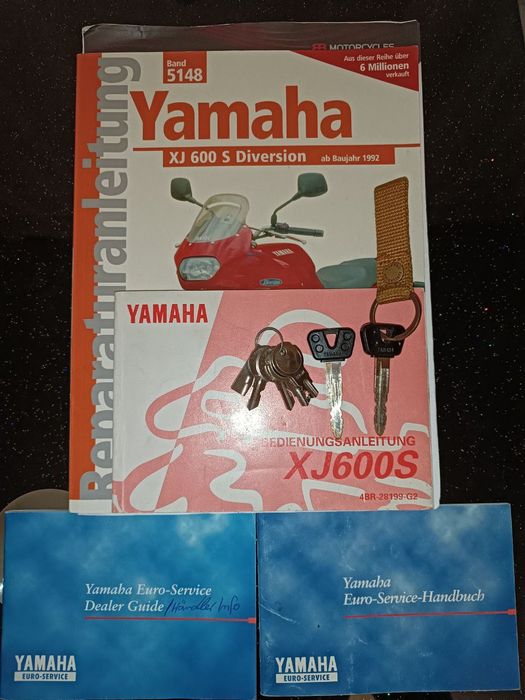 MOTORCYCLES
Reparaturanleitung
Band
5148
Aus dieser Reihe über
6 Millionen
verkauft
Yamaha
XJ 600 S Diversion ab Baujahr 1992
YAMAHA
YAMAHA
YAMAHA
BEDIENUNGSANLEITUNG
XJ600S
4BR-28199-G2
Yamaha Euro-Service
Dealer Guide /Händler Info
YAMAHA
EURO-SERVICE
Yamaha
Euro-Service-Handbuch
YAMAHA
EURO-SERVICE